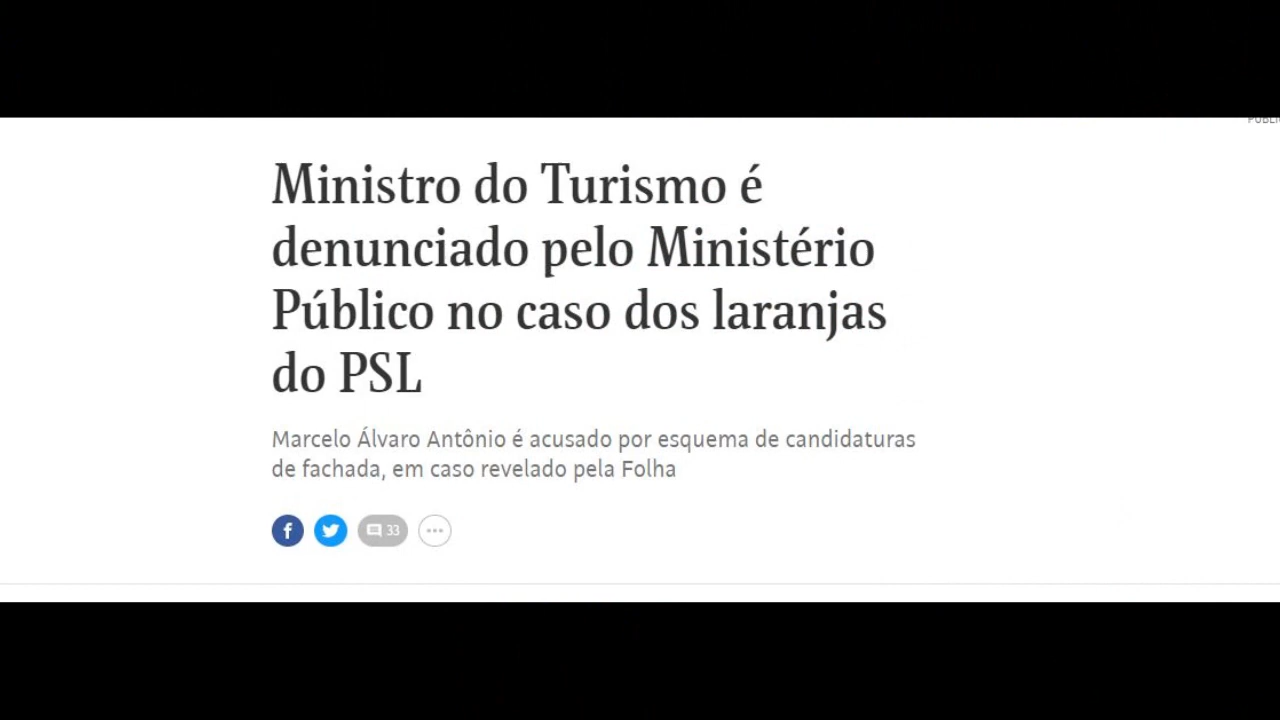 Ministro do Turismo é
denunciado pelo Ministério
Público no caso dos laranjas
do PSL
Marcelo Álvaro Antônio é acusado por esquema de candidaturas
de fachada, em caso revelado pela Folha
33